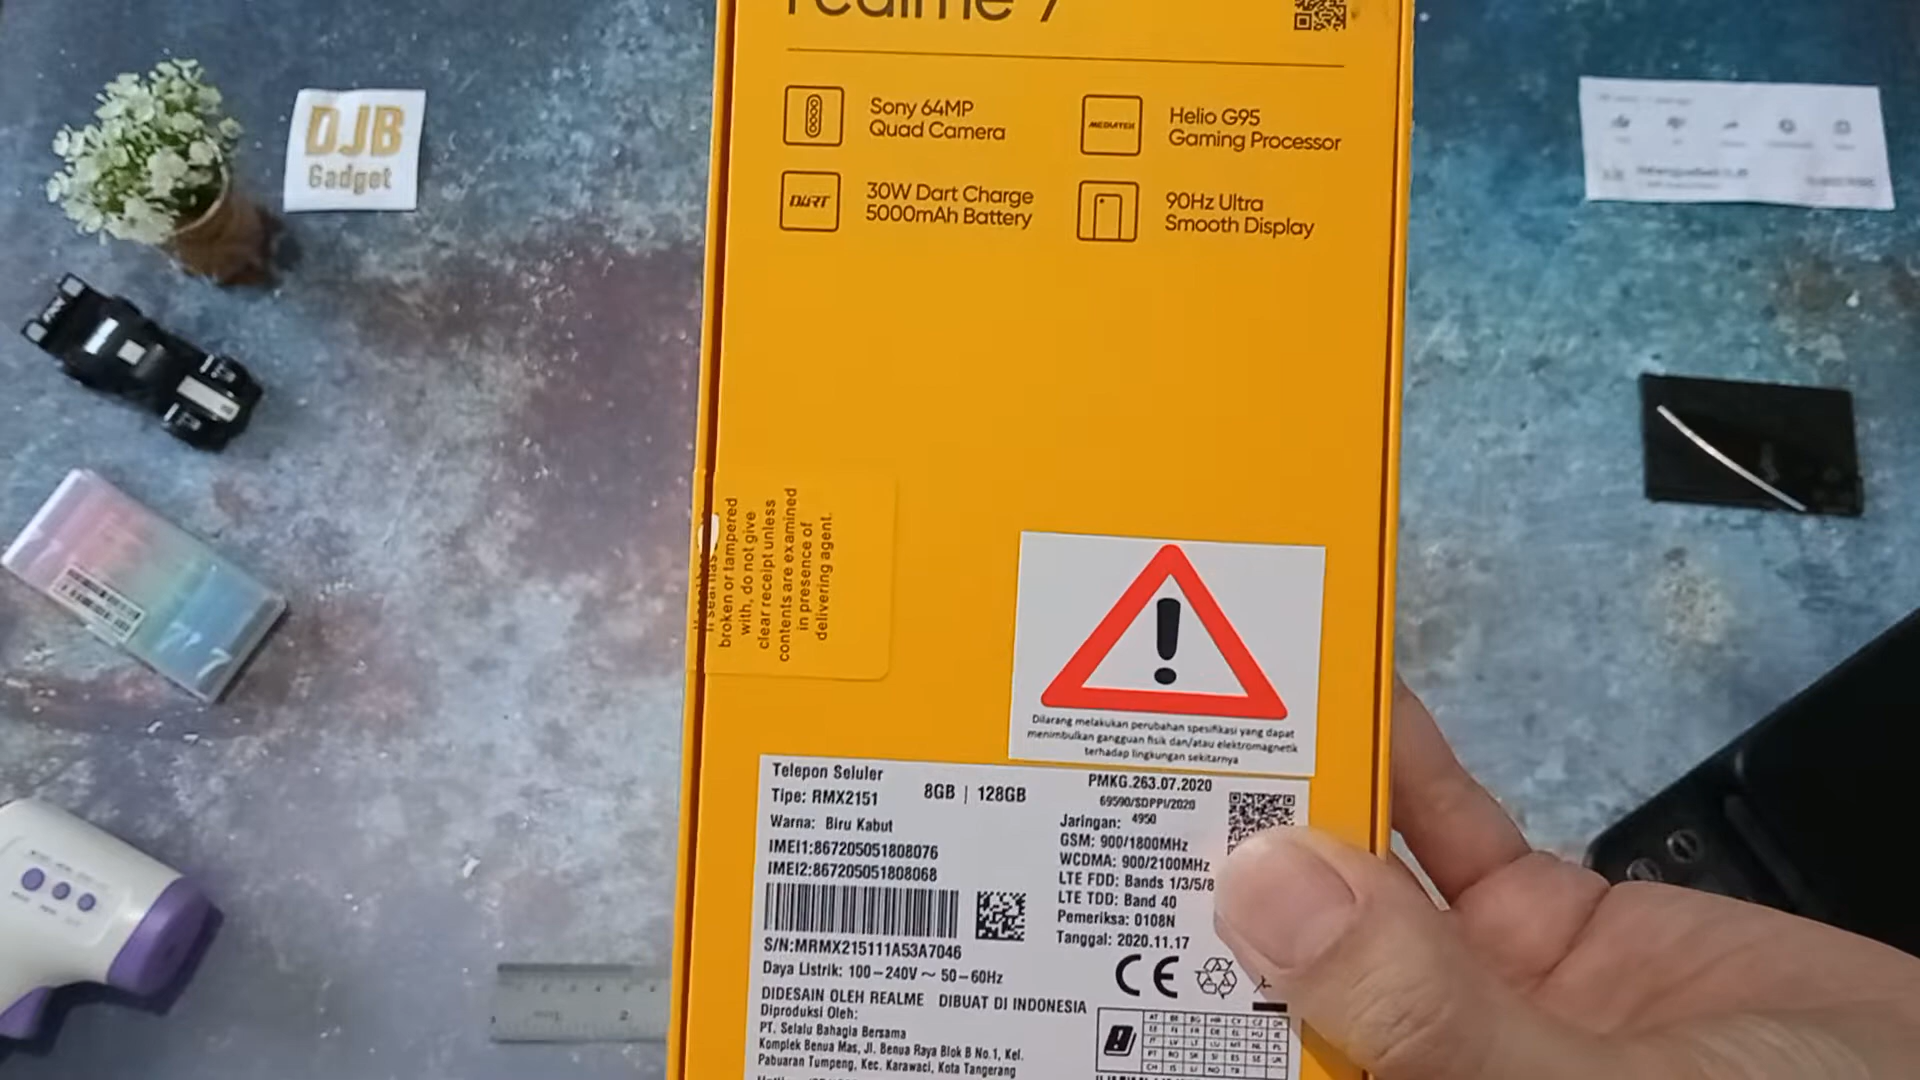 realme 7
Sony 64MP
Quad Camera
MEDIATEK
Helio G95
Gaming Processor
DART
30W Dart Charge
5000mAh Battery
90Hz Ultra
Smooth Display
DJB
Gadget
broken or tampered
with, do not give
clear receipt unless
contents are examined
in presence of
delivering agent.
Dilarang melakukan perubahan spesifikasi yang dapat
menimbulkan gangguan fisik dan/atau elektromagnetik
terhadap lingkungan sekitarnya
Telepon Seluler
Tipe: RMX2151
8GB | 128GB
Warna: Biru Kabut
IMEI1:867205051808076
IMEI2:867205051808068
S/N:MRMX215111A53A7046
Daya Listrik: 100–240V ~ 50–60Hz
DIDESAIN OLEH REALME DIBUAT DI INDONESIA
Diproduksi Oleh:
PT. Selalu Bahagia Bersama
Komplek Benua Mas, Jl. Benua Raya Blok B No.1, Kel.
Pabuaran Tumpeng, Kec. Karawaci, Kota Tangerang
PMKG.263.07.2020
69590/SDPPI/2020
4950
Jaringan:
GSM: 900/1800MHz
WCDMA: 900/2100MHz
LTE FDD: Bands 1/3/5/8
LTE TDD: Band 40
Pemeriksa: 0108N
Tanggal: 2020.11.17
CE